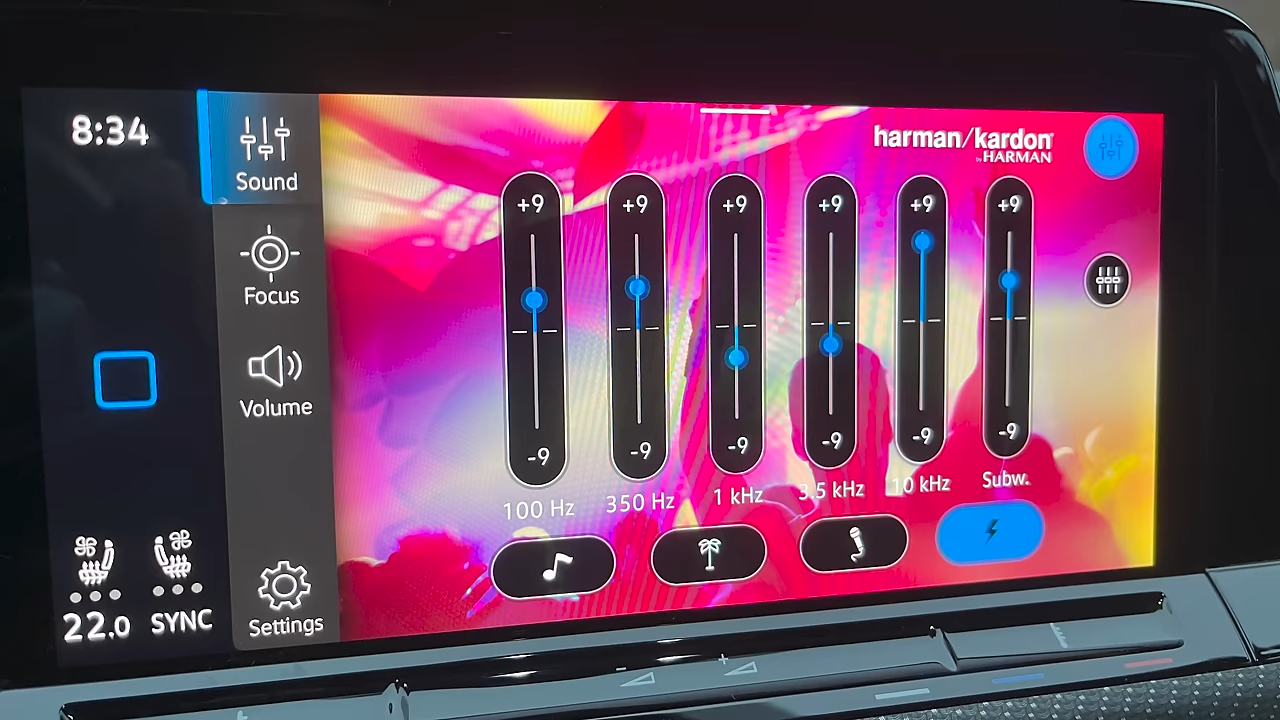 8:34
Sound
Focus
Volume
Settings
22.0 SYNC
harman/kardon
by HARMAN
+9 +9 +9 +9 +9 +9
-9 -9 -9 -9 -9 -9
100 Hz 350 Hz 1 kHz 3.5 kHz 10 kHz Subw.
- +